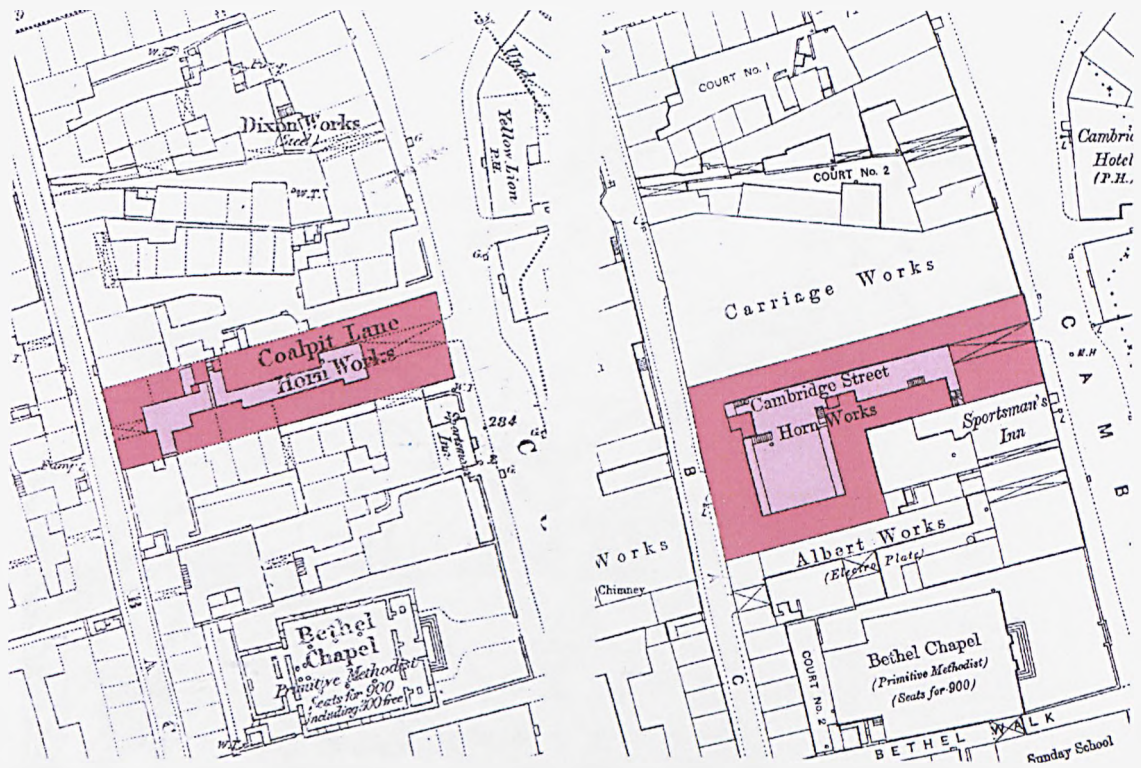 W.T.
P.T.
Dixon Works
(Steel)
G
W.T.
Yellow Lion
P.H.
G.
Coalpit Lane
Horn Works
W.T.
284
Sportsman's
Inn
C
G
G
B
A
C
Bethel
Chapel
Primitive Methodist
Seats for 900
including 300 free
W.T.
COURT No. 1
COURT No. 2
Carriage Works
Hotel
(P.H.)
C
M.H
A
M
B
Cambridge Street
Horn Works
Sportsman's
Inn
B
Albert Works
(Electro Plate)
Works
Chimney
C
COURT No. 2
Bethel Chapel
(Primitive Methodist)
(Seats for 900)
BETHEL WALK
Sunday School